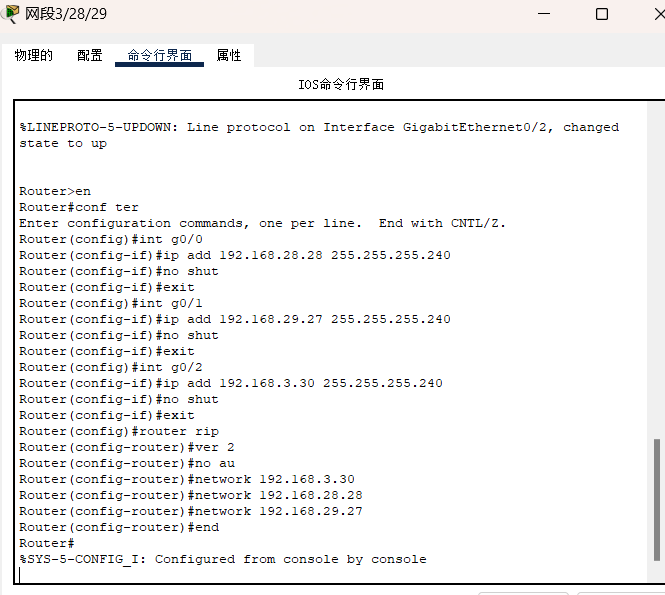 网段3/28/29
物理的 配置 命令行界面 属性
IOS命令行界面
%LINEPROTO-5-UPDOWN: Line protocol on Interface GigabitEthernet0/2, changed
state to up
Router>en
Router#conf ter
Enter configuration commands, one per line.  End with CNTL/Z.
Router(config)#int g0/0
Router(config-if)#ip add 192.168.28.28 255.255.255.240
Router(config-if)#no shut
Router(config-if)#exit
Router(config)#int g0/1
Router(config-if)#ip add 192.168.29.27 255.255.255.240
Router(config-if)#no shut
Router(config-if)#exit
Router(config)#int g0/2
Router(config-if)#ip add 192.168.3.30 255.255.255.240
Router(config-if)#no shut
Router(config-if)#exit
Router(config)#router rip
Router(config-router)#ver 2
Router(config-router)#no au
Router(config-router)#network 192.168.3.30
Router(config-router)#network 192.168.28.28
Router(config-router)#network 192.168.29.27
Router(config-router)#end
Router#
%SYS-5-CONFIG_I: Configured from console by console